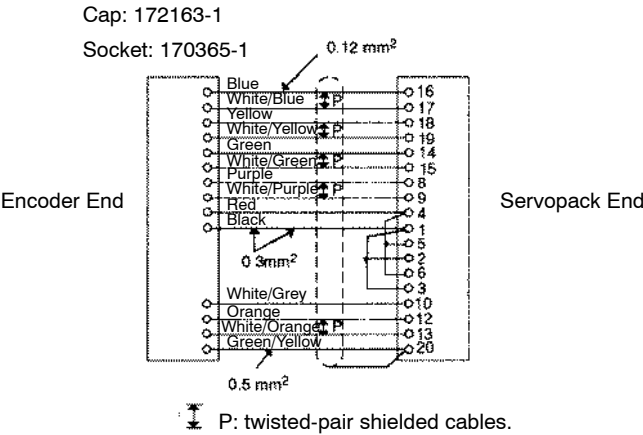 Cap: 172163-1
Socket: 170365-1
0.12 mm²
Blue
16
White/Blue
P
17
Yellow
18
White/Yellow
P
19
Green
14
White/Green
P
15
Purple
8
White/Purple
P
9
Encoder End
Servopack End
Red
4
Black
1
5
0.3mm²
2
6
3
White/Grey
10
Orange
12
White/Orange
P
13
Green/Yellow
20
0.5 mm²
P: twisted-pair shielded cables.